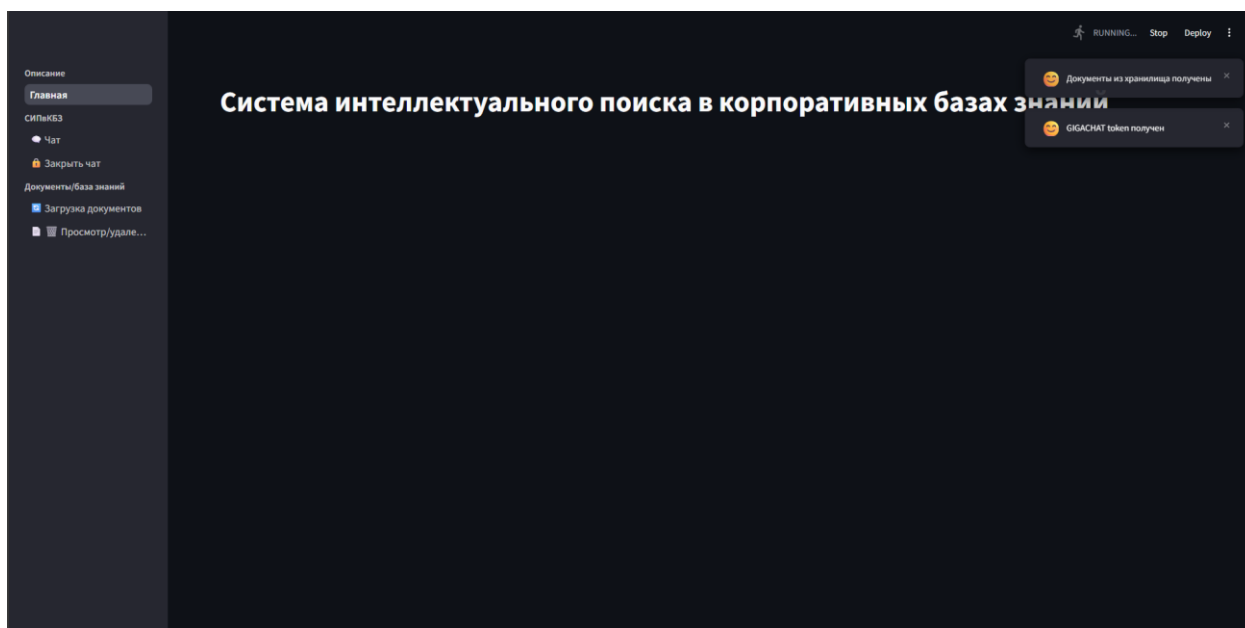 RUNNING... Stop Deploy
Описание
Главная
СИПвКБЗ
Чат
Закрыть чат
Документы/база знаний
Загрузка документов
Просмотр/удале...
Система интеллектуального поиска в корпоративных базах знаний
Документы из хранилища получены
GIGACHAT token получен